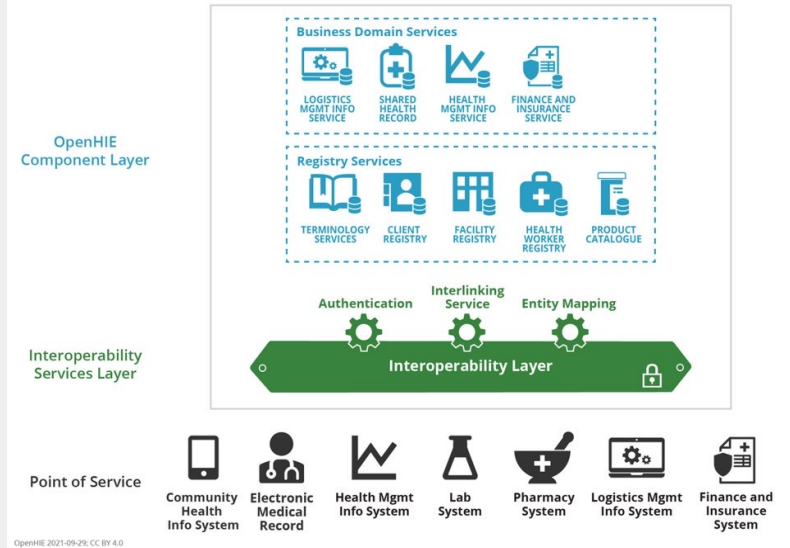 Business Domain Services
LOGISTICS
MGMT INFO
SERVICE
SHARED
HEALTH
RECORD
HEALTH
MGMT INFO
SERVICE
FINANCE AND
INSURANCE
SERVICE
OpenHIE
Component Layer
Registry Services
TERMINOLOGY
SERVICES
CLIENT
REGISTRY
FACILITY
REGISTRY
HEALTH
WORKER
REGISTRY
PRODUCT
CATALOGUE
Authentication
Interlinking
Service
Entity Mapping
Interoperability
Services Layer
Interoperability Layer
Point of Service
Community
Health
Info System
Electronic
Medical
Record
Health Mgmt
Info System
Lab
System
Pharmacy
System
Logistics Mgmt
Info System
Finance and
Insurance
System
OpenHIE 2021-09-29; CC BY 4.0